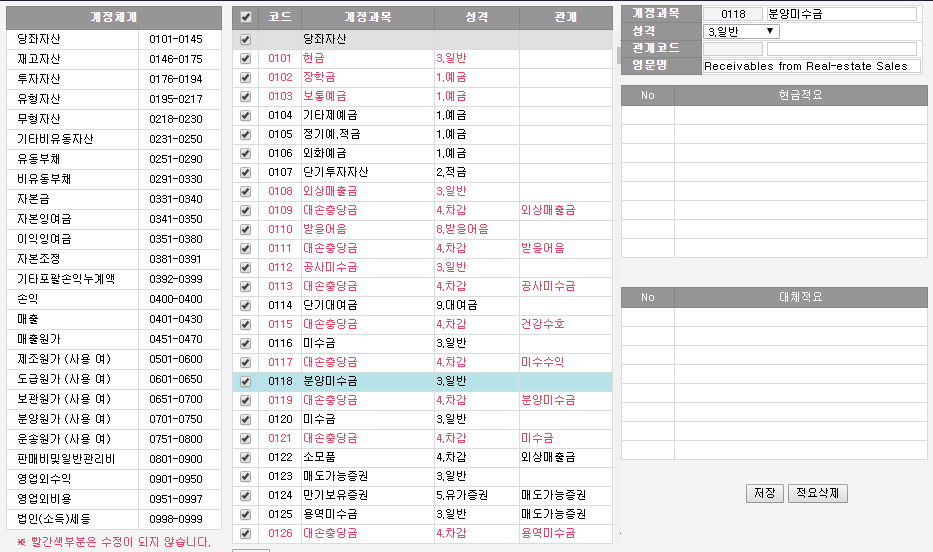 계정체계
당좌자산 0101-0145
재고자산 0146-0175
투자자산 0176-0194
유형자산 0195-0217
무형자산 0218-0230
기타비유동자산 0231-0250
유동부채 0251-0290
비유동부채 0291-0330
자본금 0331-0340
자본잉여금 0341-0350
이익잉여금 0351-0380
자본조정 0381-0391
기타포괄손익누계액 0392-0399
손익 0400-0400
매출 0401-0430
매출원가 0451-0470
제조원가 (사용 여) 0501-0600
도급원가 (사용 여) 0601-0650
보관원가 (사용 여) 0651-0700
분양원가 (사용 여) 0701-0750
운송원가 (사용 여) 0751-0800
판매비및일반관리비 0801-0900
영업외수익 0901-0950
영업외비용 0951-0997
법인(소득)세등 0998-0999
※ 빨간색부분은 수정이 되지 않습니다.
코드 계정과목 성격 관계
당좌자산
0101 현금 3.일반
0102 장학금 1.예금
0103 보통예금 1.예금
0104 기타제예금 1.예금
0105 정기예.적금 1.예금
0106 외화예금 1.예금
0107 단기투자자산 2.적금
0108 외상매출금 3.일반
0109 대손충당금 4.차감 외상매출금
0110 받을어음 8.받을어음
0111 대손충당금 4.차감 받을어음
0112 공사미수금 3.일반
0113 대손충당금 4.차감 공사미수금
0114 단기대여금 9.대여금
0115 대손충당금 4.차감 건강수호
0116 미수금 3.일반
0117 대손충당금 4.차감 미수수익
0118 분양미수금 3.일반
0119 대손충당금 4.차감 분양미수금
0120 미수금 3.일반
0121 대손충당금 4.차감 미수금
0122 소모품 4.차감 외상매출금
0123 매도가능증권 3.일반
0124 만기보유증권 5.유가증권 매도가능증권
0125 용역미수금 3.일반 매도가능증권
0126 대손충당금 4.차감 용역미수금
계정과목 0118 분양미수금
성격 3.일반
관계코드
영문명 Receivables from Real-estate Sales
No 현금적요
No 대체적요
저장 적요삭제